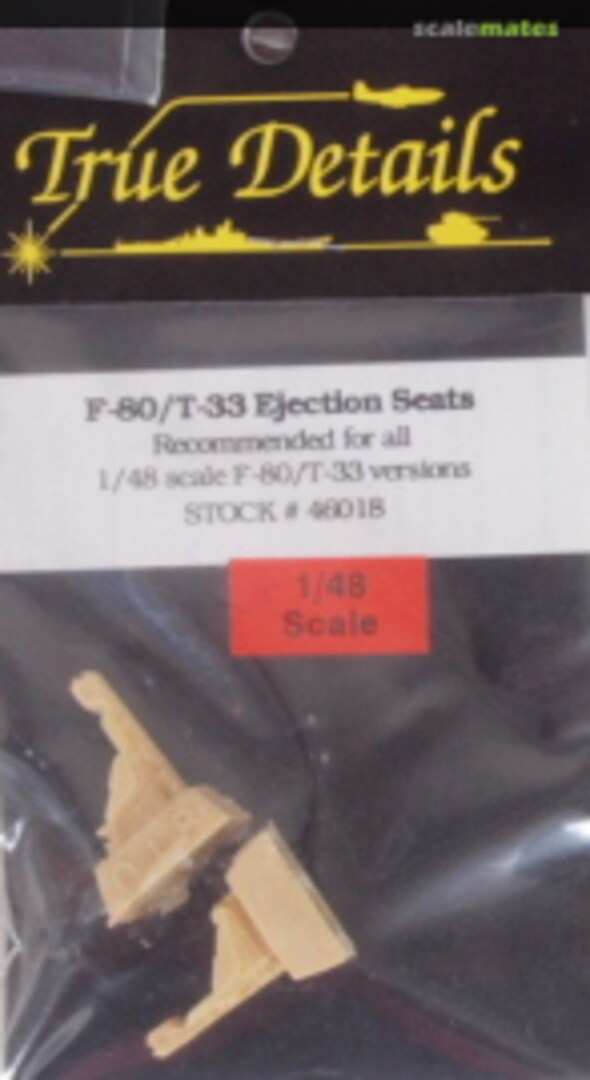 scalemates
True Details
F-80/T-33 Ejection Seats
Recommended for all
1/48 scale F-80/T-33 versions
STOCK # 46018
1/48
Scale